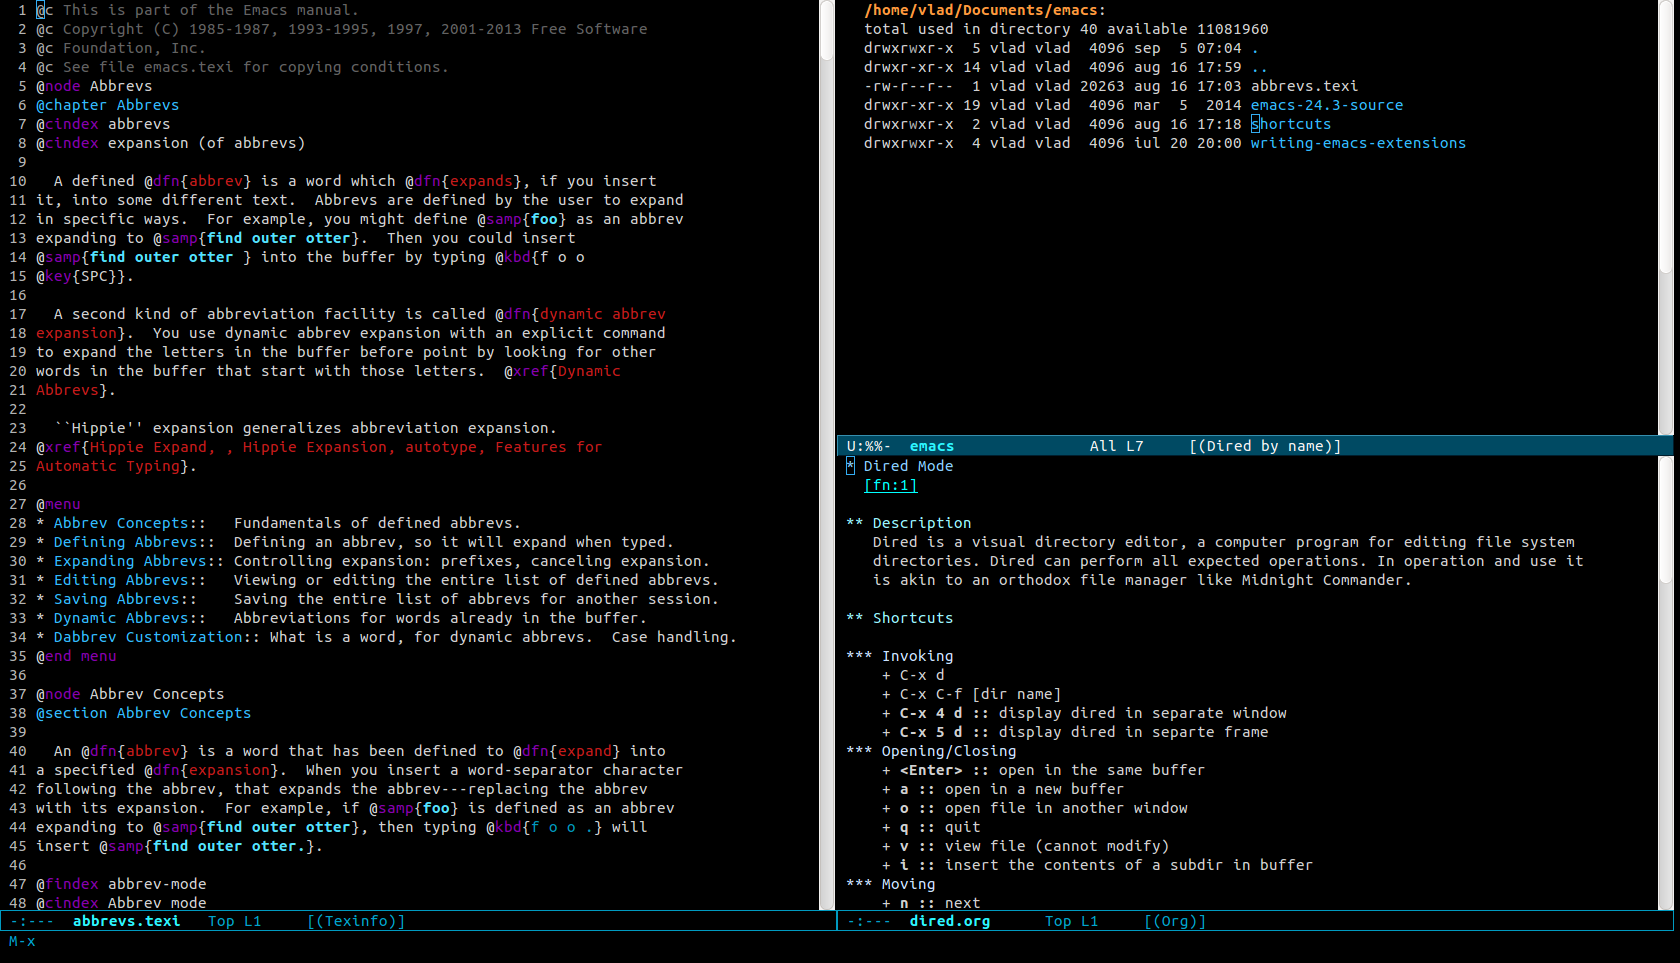 1 @c This is part of the Emacs manual.
2 @c Copyright (C) 1985-1987, 1993-1995, 1997, 2001-2013 Free Software
3 @c Foundation, Inc.
4 @c See file emacs.texi for copying conditions.
5 @node Abbrevs
6 @chapter Abbrevs
7 @cindex abbrevs
8 @cindex expansion (of abbrevs)
9
10   A defined @dfn{abbrev} is a word which @dfn{expands}, if you insert
11 it, into some different text.  Abbrevs are defined by the user to expand
12 in specific ways.  For example, you might define @samp{foo} as an abbrev
13 expanding to @samp{find outer otter}.  Then you could insert
14 @samp{find outer otter } into the buffer by typing @kbd{f o o
15 @key{SPC}}.
16
17   A second kind of abbreviation facility is called @dfn{dynamic abbrev
18 expansion}.  You use dynamic abbrev expansion with an explicit command
19 to expand the letters in the buffer before point by looking for other
20 words in the buffer that start with those letters.  @xref{Dynamic
21 Abbrevs}.
22
23   ``Hippie'' expansion generalizes abbreviation expansion.
24 @xref{Hippie Expand, , Hippie Expansion, autotype, Features for
25 Automatic Typing}.
26
27 @menu
28 * Abbrev Concepts::   Fundamentals of defined abbrevs.
29 * Defining Abbrevs::  Defining an abbrev, so it will expand when typed.
30 * Expanding Abbrevs:: Controlling expansion: prefixes, canceling expansion.
31 * Editing Abbrevs::   Viewing or editing the entire list of defined abbrevs.
32 * Saving Abbrevs::    Saving the entire list of abbrevs for another session.
33 * Dynamic Abbrevs::   Abbreviations for words already in the buffer.
34 * Dabbrev Customization:: What is a word, for dynamic abbrevs.  Case handling.
35 @end menu
36
37 @node Abbrev Concepts
38 @section Abbrev Concepts
39
40   An @dfn{abbrev} is a word that has been defined to @dfn{expand} into
41 a specified @dfn{expansion}.  When you insert a word-separator character
42 following the abbrev, that expands the abbrev---replacing the abbrev
43 with its expansion.  For example, if @samp{foo} is defined as an abbrev
44 expanding to @samp{find outer otter}, then typing @kbd{f o o .} will
45 insert @samp{find outer otter.}.
46
47 @findex abbrev-mode
48 @cindex Abbrev mode
-:---  abbrevs.texi   Top L1     [(Texinfo)]
M-x
/home/vlad/Documents/emacs:
total used in directory 40 available 11081960
drwxrwxr-x  5 vlad vlad  4096 sep  5 07:04 .
drwxr-xr-x 14 vlad vlad  4096 aug 16 17:59 ..
-rw-r--r--  1 vlad vlad 20263 aug 16 17:03 abbrevs.texi
drwxr-xr-x 19 vlad vlad  4096 mar  5  2014 emacs-24.3-source
drwxrwxr-x  2 vlad vlad  4096 aug 16 17:18 shortcuts
drwxrwxr-x  4 vlad vlad  4096 iul 20 20:00 writing-emacs-extensions
U:%%-  emacs               All L7     [(Dired by name)]
* Dired Mode
[fn:1]
** Description
Dired is a visual directory editor, a computer program for editing file system
directories. Dired can perform all expected operations. In operation and use it
is akin to an orthodox file manager like Midnight Commander.
** Shortcuts
*** Invoking
+ C-x d
+ C-x C-f [dir name]
+ C-x 4 d :: display dired in separate window
+ C-x 5 d :: display dired in separte frame
*** Opening/Closing
+ <Enter> :: open in the same buffer
+ a :: open in a new buffer
+ o :: open file in another window
+ q :: quit
+ v :: view file (cannot modify)
+ i :: insert the contents of a subdir in buffer
*** Moving
+ n :: next
-:---  dired.org      Top L1     [(Org)]